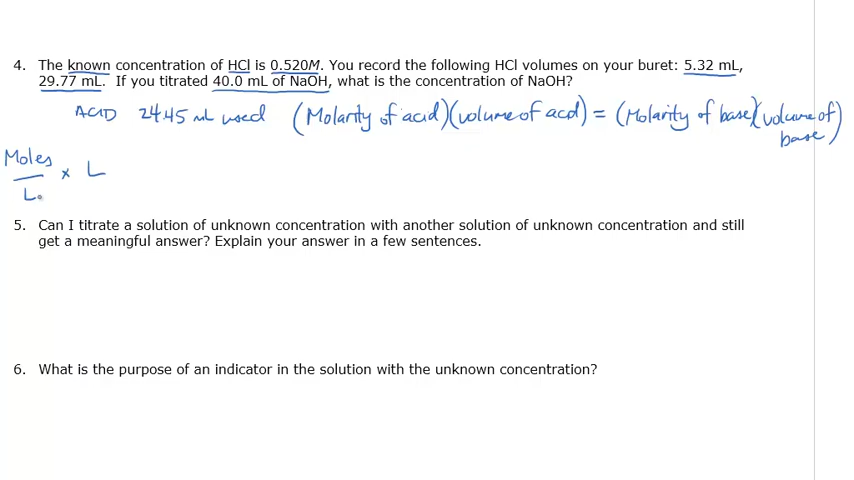 4. The known concentration of HCl is 0.520M. You record the following HCl volumes on your buret: 5.32 mL,
29.77 mL. If you titrated 40.0 mL of NaOH, what is the concentration of NaOH?
ACID 24.45 mL used (Molarity of acid)(volume of acid) = (Molarity of base)(volume of
base)
Moles
L x L
5. Can I titrate a solution of unknown concentration with another solution of unknown concentration and still
get a meaningful answer? Explain your answer in a few sentences.
6. What is the purpose of an indicator in the solution with the unknown concentration?